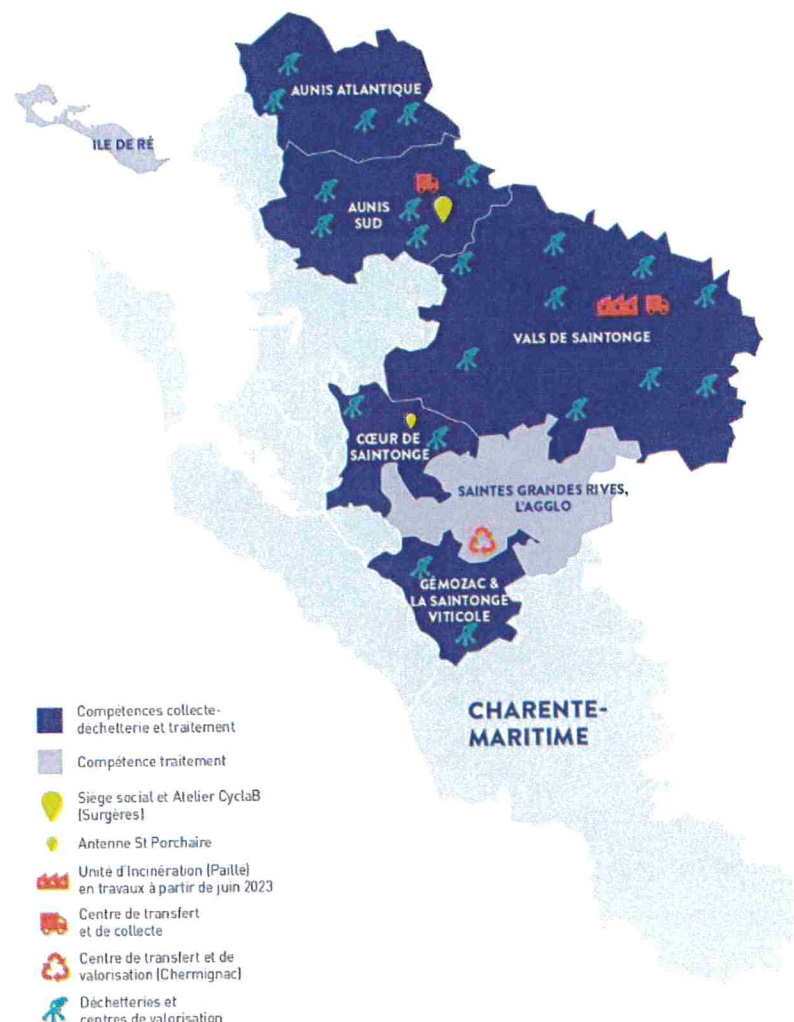 AUNIS ATLANTIQUE
ILE DE RÉ
AUNIS
SUD
VALS DE SAINTONGE
CŒUR DE
SAINTONGE
SAINTES GRANDES RIVES,
L'AGGLO
GÉMOZAC &
LA SAINTONGE
VITICOLE
CHARENTE-
MARITIME
Compétences collecte-
déchetterie et traitement
Compétence traitement
Siège social et Atelier CyclaB
(Surgères)
Antenne St Porchaire
Unité d'Incinération (Paillé)
en travaux à partir de juin 2023
Centre de transfert
et de collecte
Centre de transfert et de
valorisation (Chermignac)
Déchetteries et
centres de valorisation